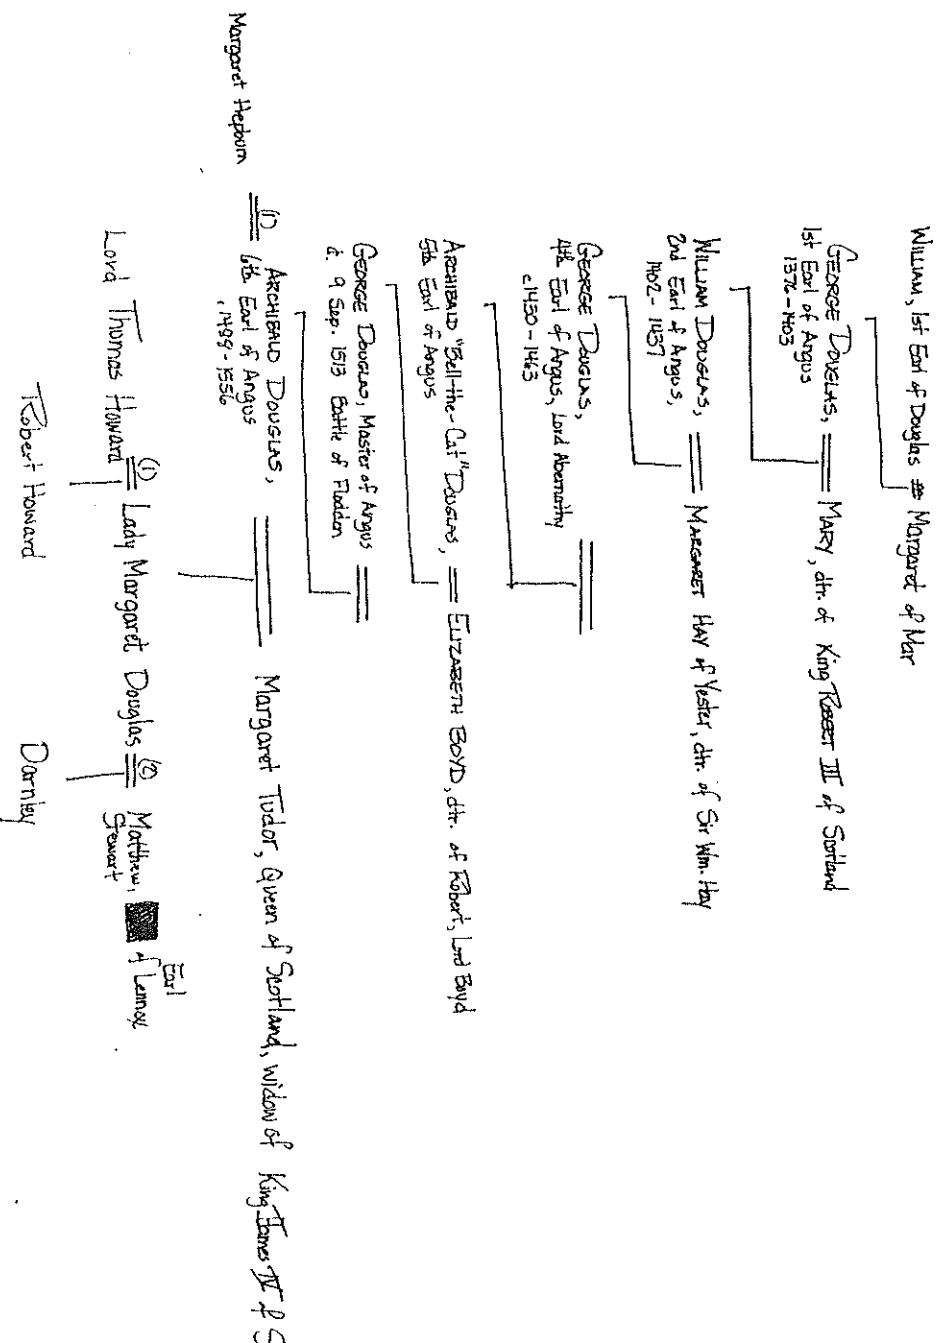 WILLIAM, 1st Earl of Douglas = Margaret of Mar
GEORGE DOUGLAS, = MARY, dtr. of King ROBERT III of Scotland
1st Earl of Angus
1376-1403
WILLIAM DOUGLAS, = MARGARET HAY of Yester, dtr. of Sir Wm. Hay
2nd Earl of Angus,
1402-1437
GEORGE DOUGLAS, =
4th Earl of Angus, Lord Abernathy
c1430-1463
ARCHIBALD "Bell-the-Cat" DOUGLAS, = ELIZABETH BOYD, dtr. of Robert, Lord Boyd
5th Earl of Angus
GEORGE DOUGLAS, Master of Angus =
d. 9 Sep. 1513 Battle of Flodden
Margaret Hepburn = (1) ARCHIBALD DOUGLAS, = Margaret Tudor, Queen of Scotland, widow of King James IV of S
6th Earl of Angus
, 1499-1556
Lord Thomas Howard (1) = Lady Margaret Douglas = (2) Matthew, Earl of Lennox
Stewart
Robert Howard
Darnley